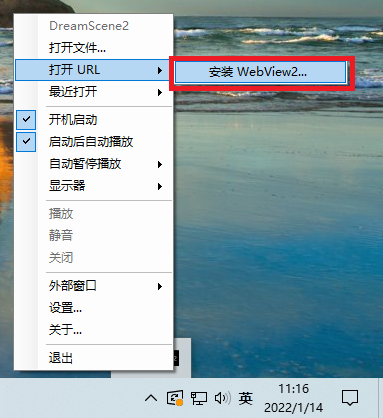 DreamScene2
打开文件...
打开 URL
安装 WebView2...
最近打开
开机启动
启动后自动播放
自动暂停播放
显示器
播放
静音
关闭
外部窗口
设置...
关于...
退出
英
11:16
2022/1/14